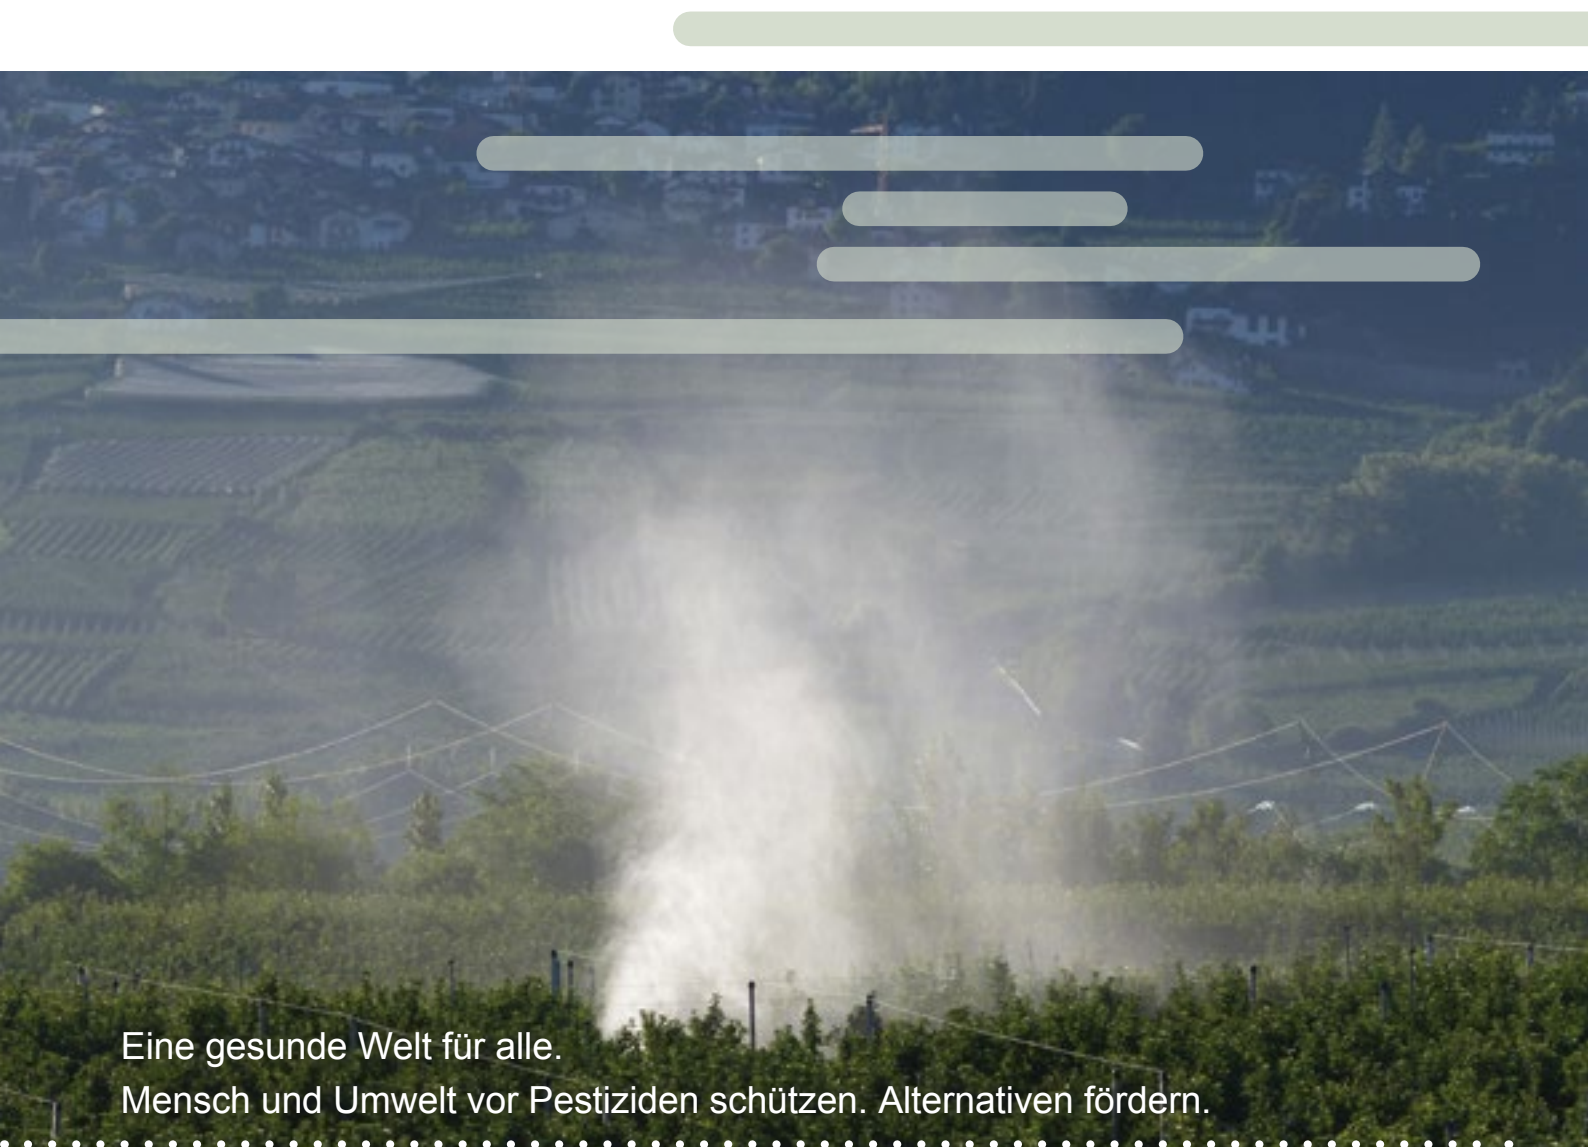 Eine gesunde Welt für alle.
Mensch und Umwelt vor Pestiziden schützen. Alternativen fördern.